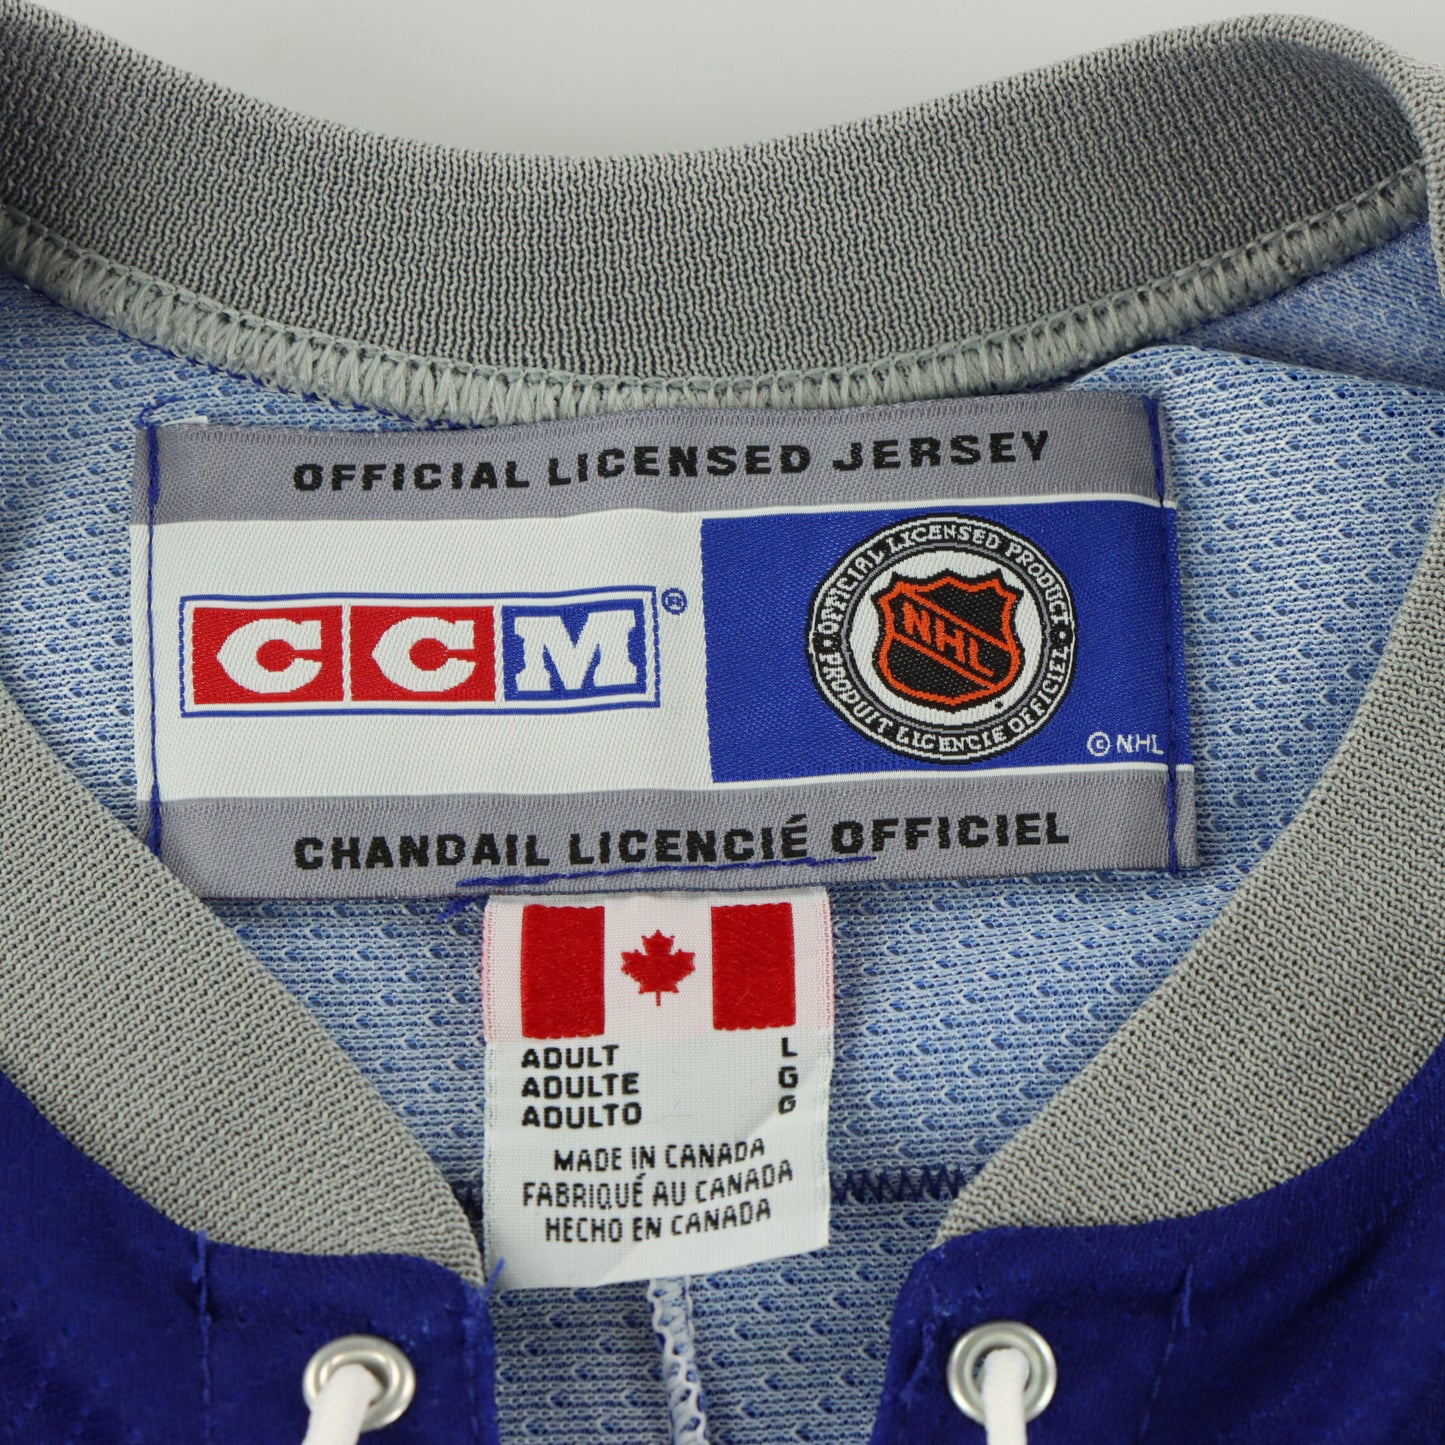 OFFICIAL LICENSED JERSEY
CCM®
OFFICIAL LICENSED PRODUCT
NHL
PRODUIT LICENCIE OFFICIEL
© NHL
CHANDAIL LICENCIÉ OFFICIEL
ADULT L
ADULTE G
ADULTO G
MADE IN CANADA
FABRIQUÉ AU CANADA
HECHO EN CANADA